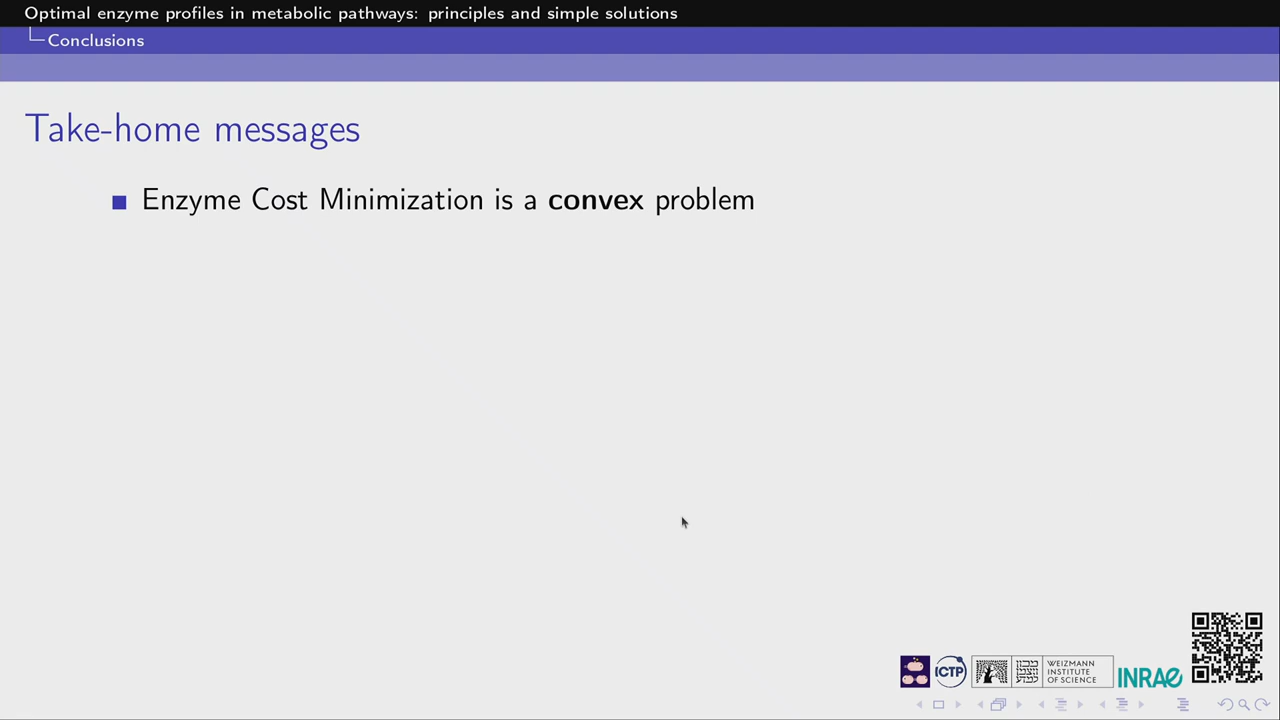 Optimal enzyme profiles in metabolic pathways: principles and simple solutions
Conclusions
Take-home messages
Enzyme Cost Minimization is a convex problem
ICTP
WEIZMANN
INSTITUTE
OF SCIENCE
INRAE